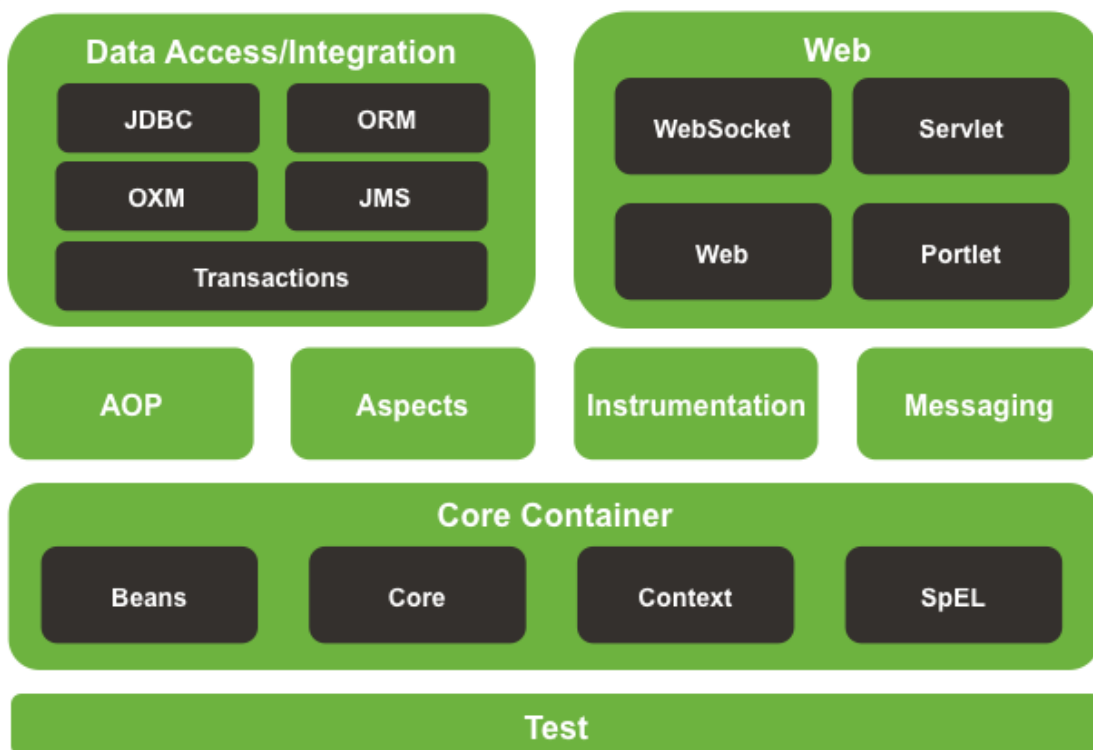 Data Access/Integration
JDBC
ORM
OXM
JMS
Transactions
Web
WebSocket
Servlet
Web
Portlet
AOP
Aspects
Instrumentation
Messaging
Core Container
Beans
Core
Context
SpEL
Test